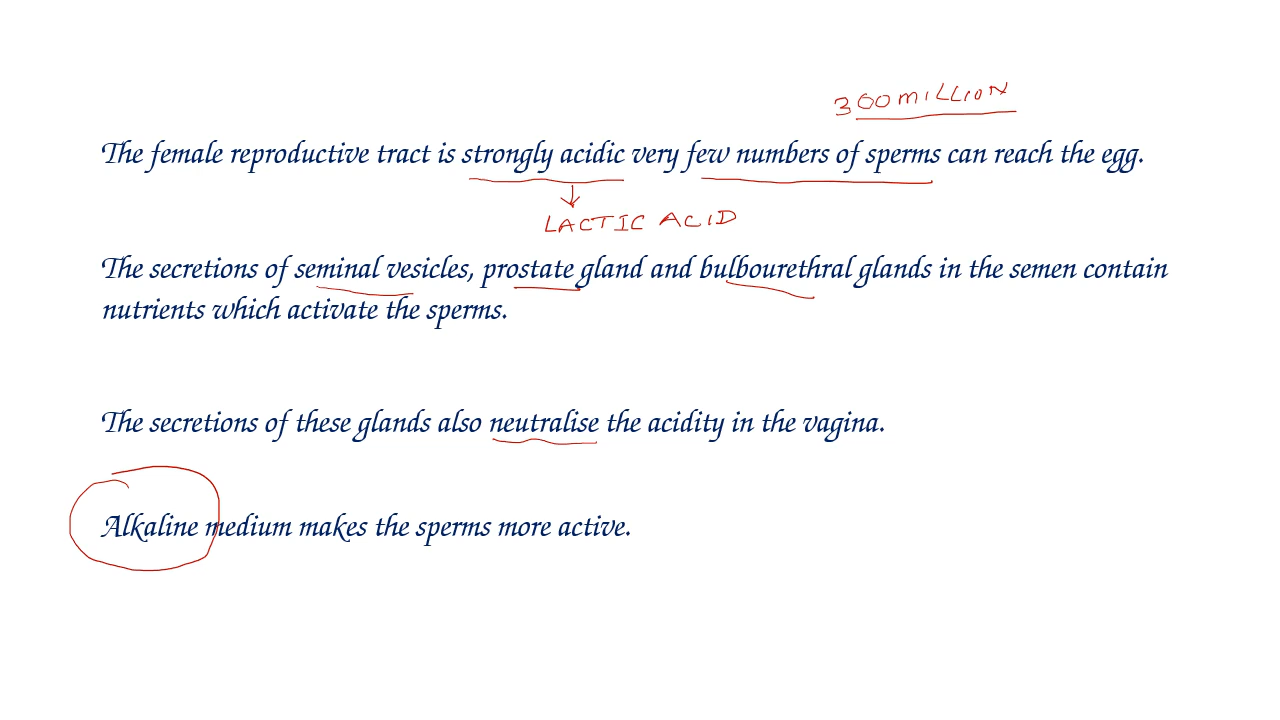 300 MILLION
The female reproductive tract is strongly acidic very few numbers of sperms can reach the egg.
LACTIC ACID
The secretions of seminal vesicles, prostate gland and bulbourethral glands in the semen contain
nutrients which activate the sperms.
The secretions of these glands also neutralise the acidity in the vagina.
Alkaline medium makes the sperms more active.